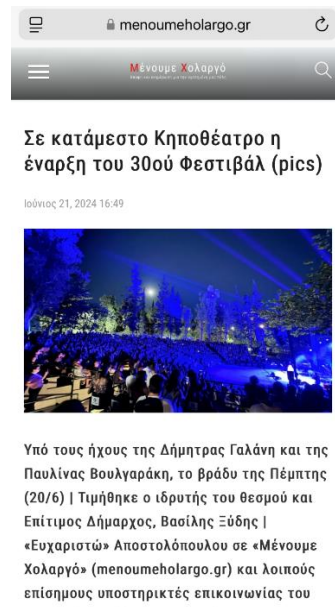 menoumeholargo.gr
Μένουμε Χολαργό
Σε κατάμεστο Κηποθέατρο η
έναρξη του 30ού Φεστιβάλ (pics)
Ιούνιος 21, 2024 16:49
Υπό τους ήχους της Δήμητρας Γαλάνη και της
Παυλίνας Βουλγαράκη, το βράδυ της Πέμπτης
(20/6) | Τιμήθηκε ο ιδρυτής του θεσμού και
Επίτιμος Δήμαρχος, Βασίλης Ξύδης |
«Ευχαριστώ» Αποστολόπουλου σε «Μένουμε
Χολαργό» (menoumeholargo.gr) και λοιπούς
επίσημους υποστηρικτές επικοινωνίας του